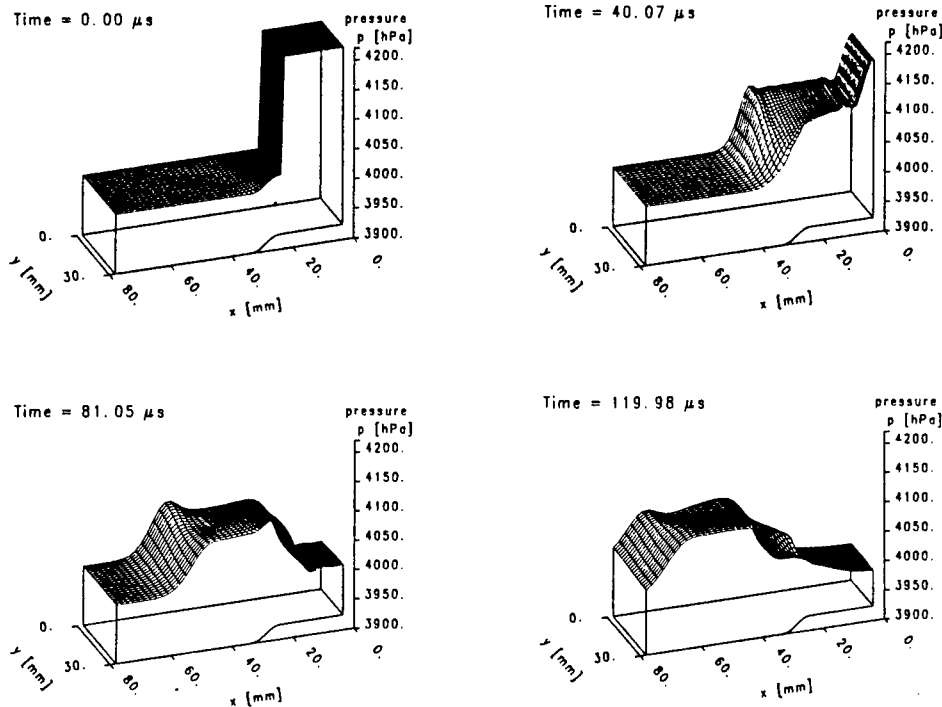 Time = 0.00 μs
pressure
p [hPa]
4200.
4150.
4100.
4050.
4000.
3950.
3900.
0.
30.
y [mm]
80.
60.
40.
20.
0.
x [mm]
Time = 40.07 μs
pressure
p [hPa]
4200.
4150.
4100.
4050.
4000.
3950.
3900.
0.
30.
y [mm]
80.
60.
40.
20.
0.
x [mm]
Time = 81.05 μs
pressure
p [hPa]
4200.
4150.
4100.
4050.
4000.
3950.
3900.
0.
30.
y [mm]
80.
60.
40.
20.
0.
x [mm]
Time = 119.98 μs
pressure
p [hPa]
4200.
4150.
4100.
4050.
4000.
3950.
3900.
0.
30.
y [mm]
80.
60.
40.
20.
0.
x [mm]